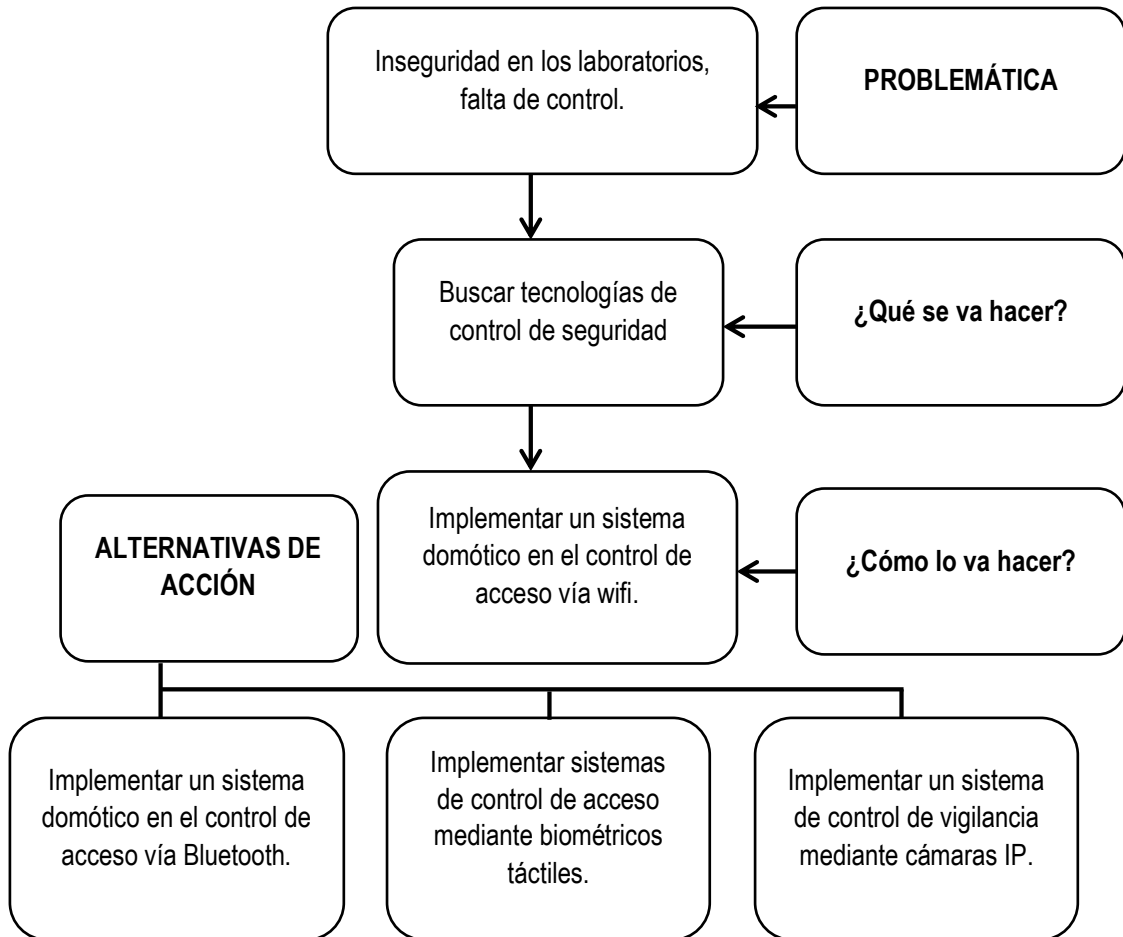 Inseguridad en los laboratorios,
falta de control.
PROBLEMÁTICA
Buscar tecnologías de
control de seguridad
¿Qué se va hacer?
Implementar un sistema
domótico en el control de
acceso vía wifi.
¿Cómo lo va hacer?
ALTERNATIVAS DE
ACCIÓN
Implementar un sistema
domótico en el control de
acceso vía Bluetooth.
Implementar sistemas
de control de acceso
mediante biométricos
táctiles.
Implementar un sistema
de control de vigilancia
mediante cámaras IP.